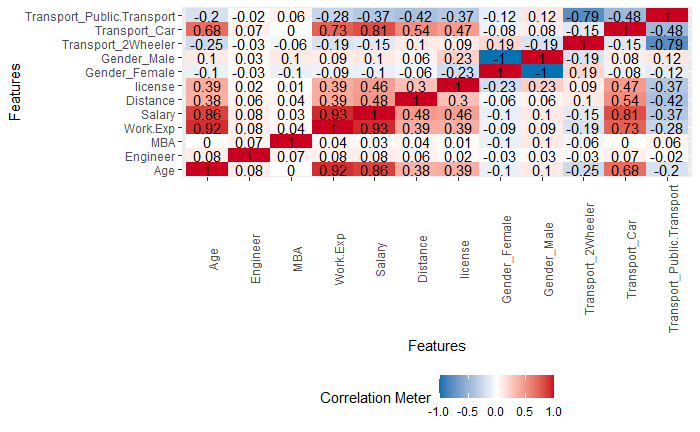 Features
Transport_Public.Transport -0.2 -0.02 0.06 -0.28 -0.37 -0.42 -0.37 -0.12 0.12 -0.79 -0.48 1
Transport_Car 0.68 0.07 0 0.73 0.81 0.54 0.47 -0.08 0.08 -0.15 1 -0.48
Transport_2Wheeler -0.25 -0.03 -0.06 -0.19 -0.15 0.1 0.09 0.19 -0.19 1 -0.15 -0.79
Gender_Male 0.1 0.03 0.1 0.09 0.1 0.06 0.23 -1 1 -0.19 0.08 0.12
Gender_Female -0.1 -0.03 -0.1 -0.09 -0.1 -0.06 -0.23 1 -1 0.19 -0.08 -0.12
license 0.39 0.02 0.01 0.39 0.46 0.3 1 -0.23 0.23 0.09 0.47 -0.37
Distance 0.38 0.06 0.04 0.39 0.48 1 0.3 -0.06 0.06 0.1 0.54 -0.42
Salary 0.86 0.08 0.03 0.93 1 0.48 0.46 -0.1 0.1 -0.15 0.81 -0.37
Work.Exp 0.92 0.08 0.04 1 0.93 0.39 0.39 -0.09 0.09 -0.19 0.73 -0.28
MBA 0 0.07 1 0.04 0.03 0.04 0.01 -0.1 0.1 -0.06 0 0.06
Engineer 0.08 1 0.07 0.08 0.08 0.06 0.02 -0.03 0.03 -0.03 0.07 -0.02
Age 1 0.08 0 0.92 0.86 0.38 0.39 -0.1 0.1 -0.25 0.68 -0.2
Age
Engineer
MBA
Work.Exp
Salary
Distance
license
Gender_Female
Gender_Male
Transport_2Wheeler
Transport_Car
Transport_Public.Transport
Features
Correlation Meter
-1.0 -0.5 0.0 0.5 1.0